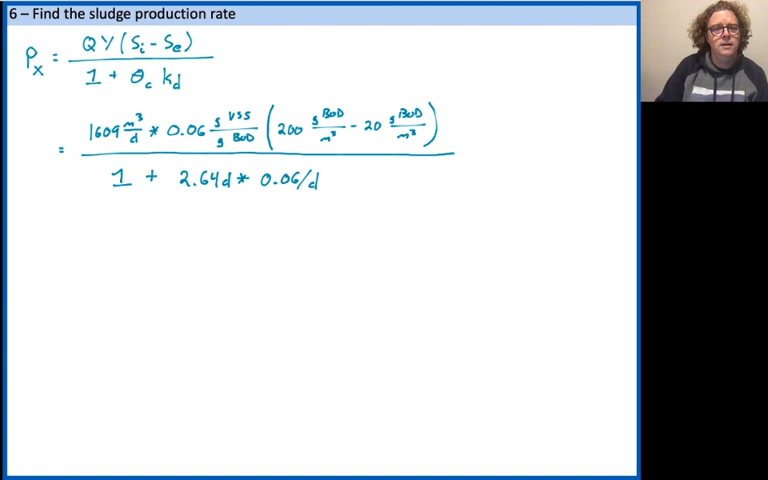 6 – Find the sludge production rate
Px = QY(Si - Se) / 1 + θc kd
= 1609 m³/d * 0.06 g VSS/g BOD (200 g BOD/m³ - 20 g BOD/m³) / 1 + 2.64d * 0.06/d